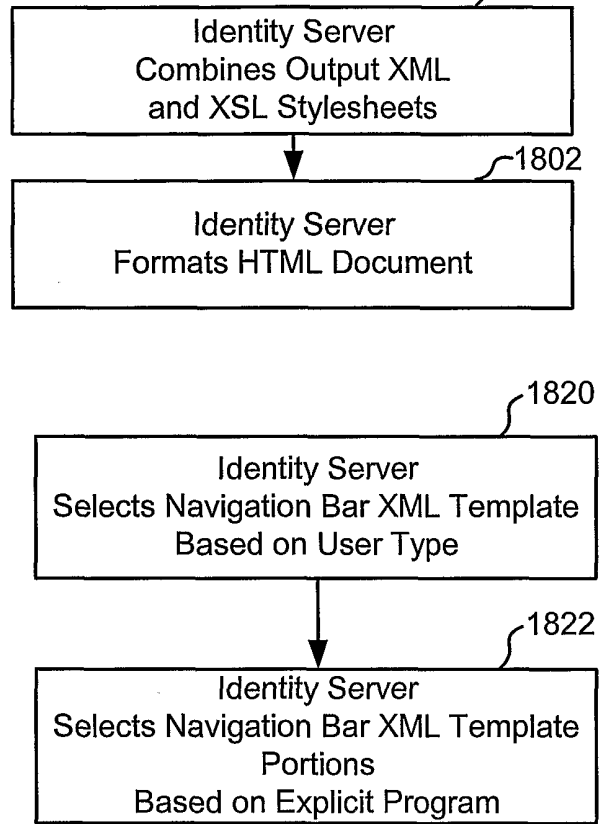 Identity Server
Combines Output XML
and XSL Stylesheets
1802
Identity Server
Formats HTML Document
1820
Identity Server
Selects Navigation Bar XML Template
Based on User Type
1822
Identity Server
Selects Navigation Bar XML Template
Portions
Based on Explicit Program